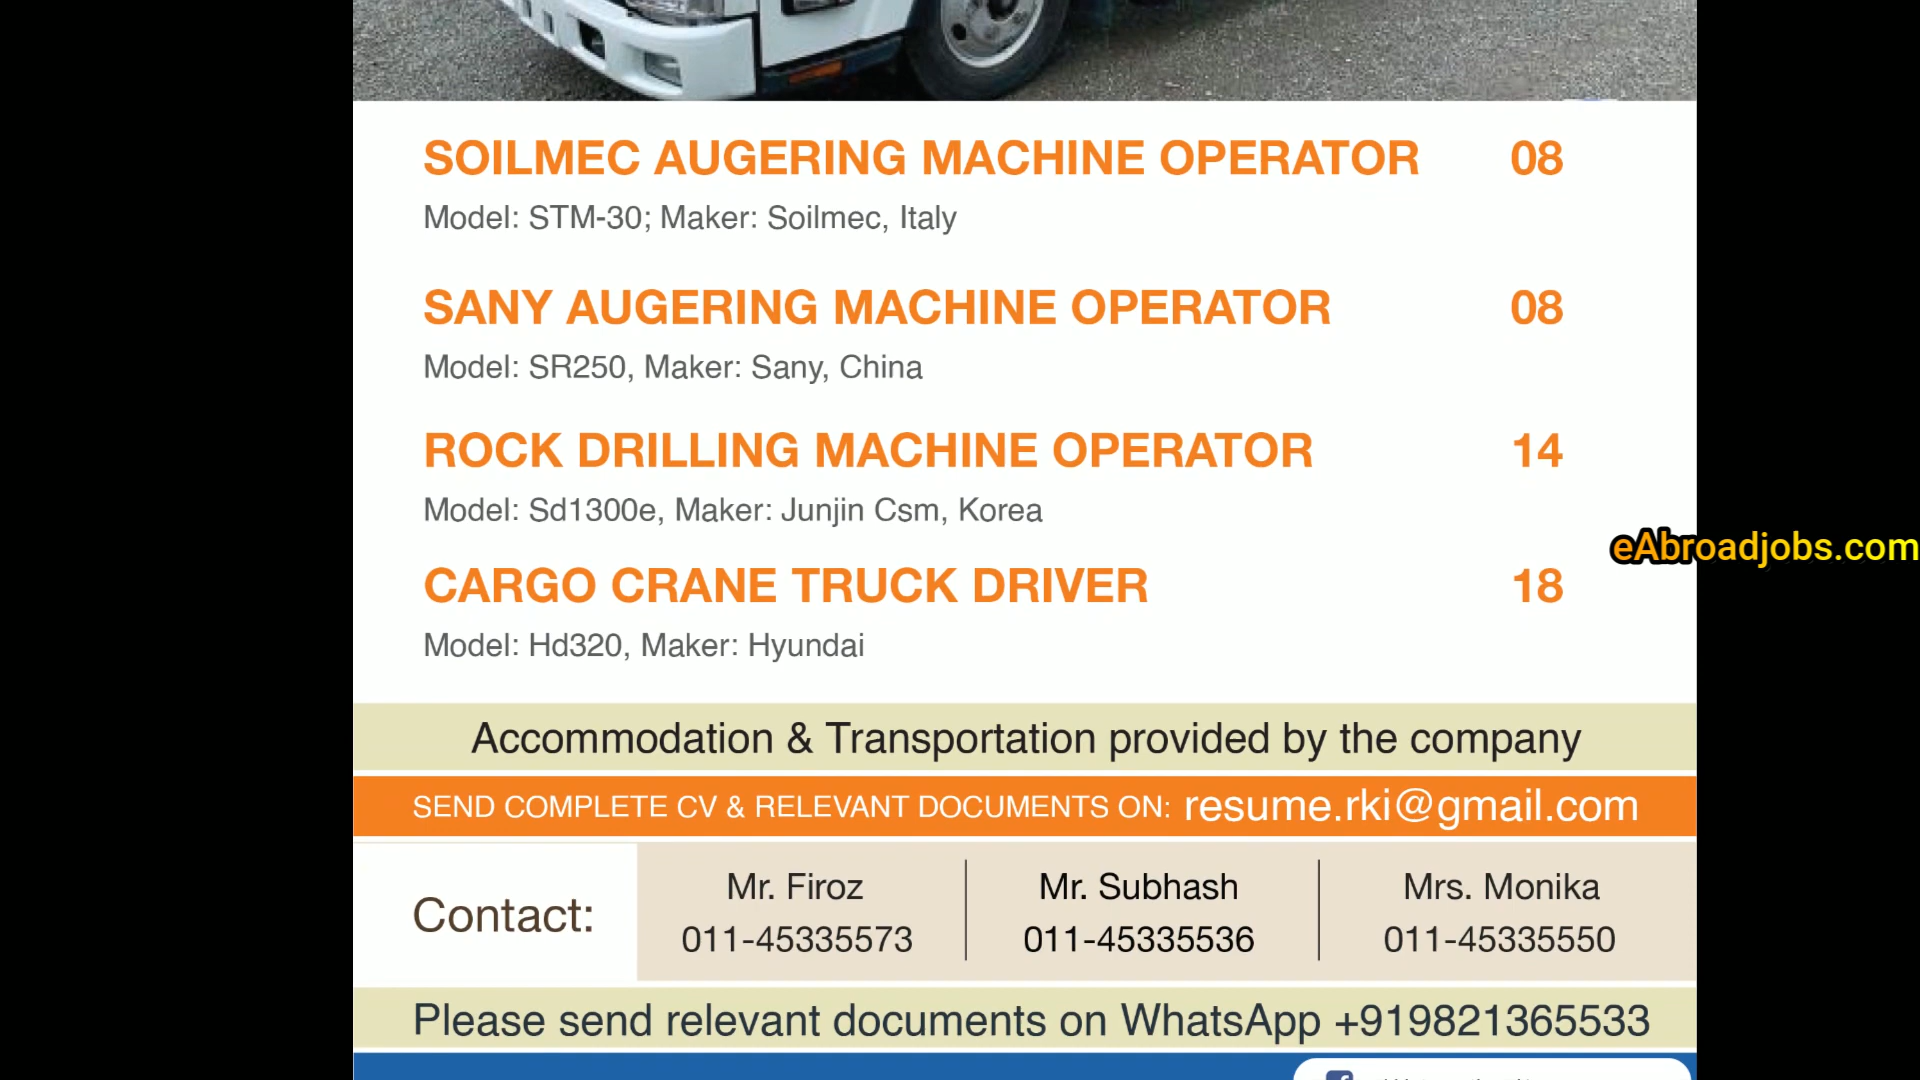 SOILMEC AUGERING MACHINE OPERATOR 08
Model: STM-30; Maker: Soilmec, Italy
SANY AUGERING MACHINE OPERATOR 08
Model: SR250, Maker: Sany, China
ROCK DRILLING MACHINE OPERATOR 14
Model: Sd1300e, Maker: Junjin Csm, Korea
eAbroadjobs.com
CARGO CRANE TRUCK DRIVER 18
Model: Hd320, Maker: Hyundai
Accommodation & Transportation provided by the company
SEND COMPLETE CV & RELEVANT DOCUMENTS ON: resume.rki@gmail.com
Contact:
Mr. Firoz
011-45335573
Mr. Subhash
011-45335536
Mrs. Monika
011-45335550
Please send relevant documents on WhatsApp +919821365533